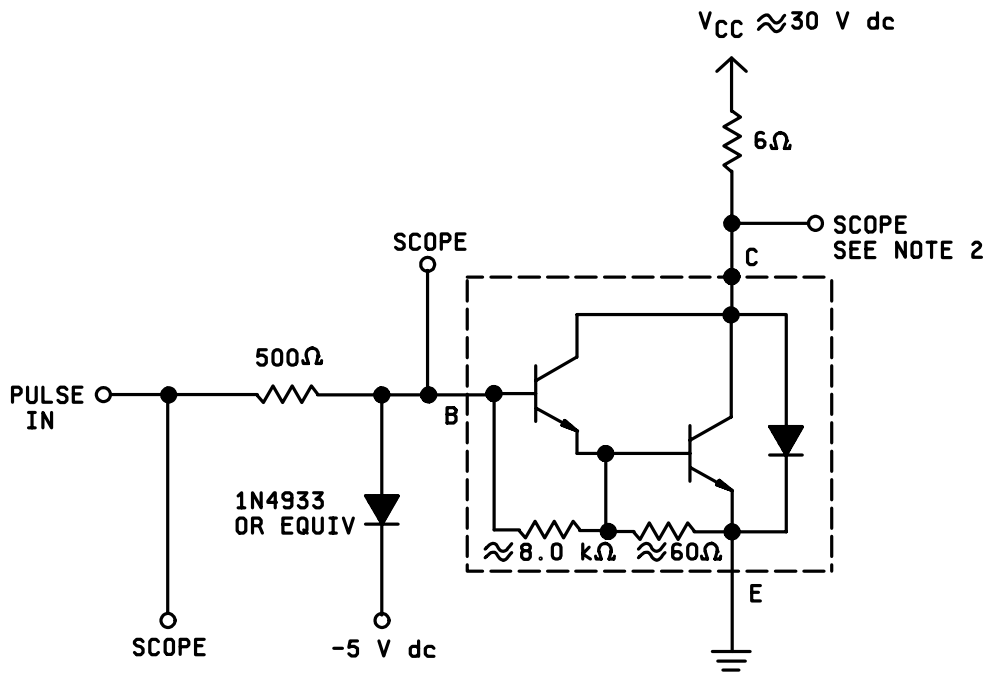 V_CC ≈30 V dc
6Ω
SCOPE
SEE NOTE 2
SCOPE
C
500Ω
PULSE
IN
B
1N4933
OR EQUIV
≈8.0 kΩ
≈60Ω
E
SCOPE
-5 V dc